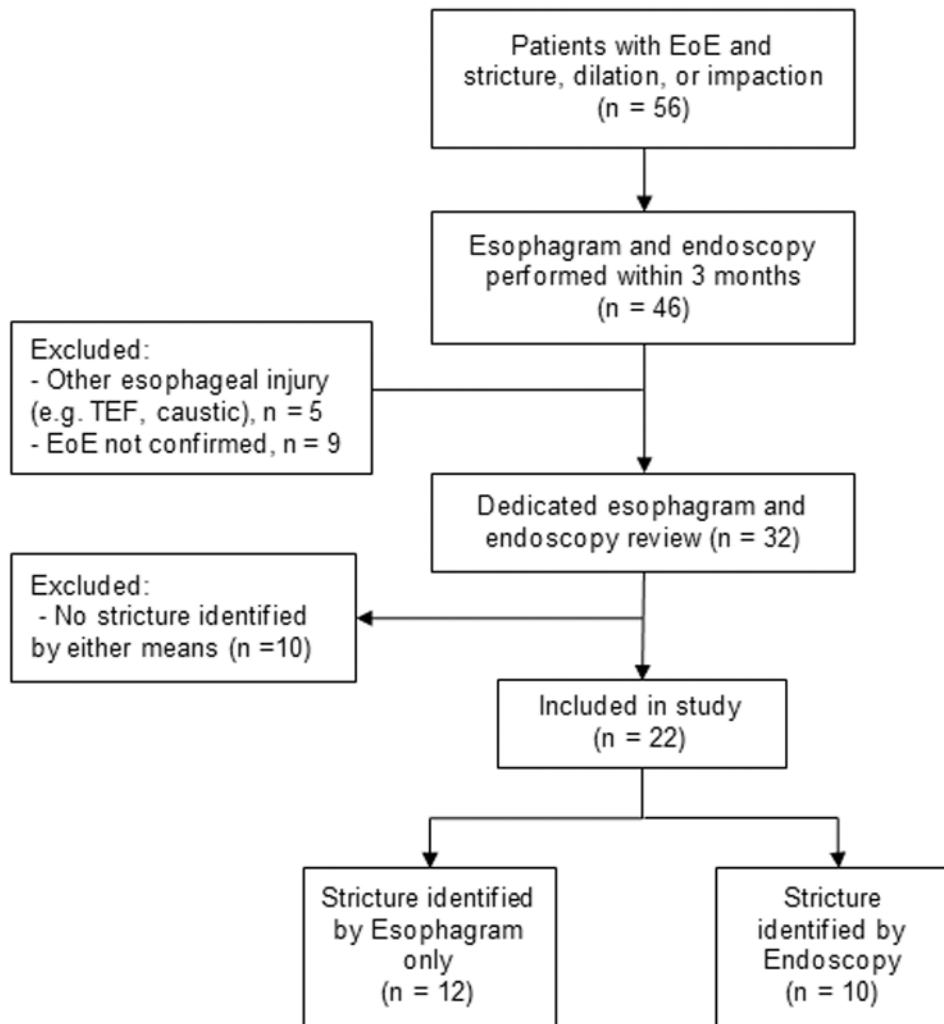 Patients with EoE and
stricture, dilation, or impaction
(n = 56)
Esophagram and endoscopy
performed within 3 months
(n = 46)
Excluded:
- Other esophageal injury
(e.g. TEF, caustic), n = 5
- EoE not confirmed, n = 9
Dedicated esophagram and
endoscopy review (n = 32)
Excluded:
- No stricture identified
by either means (n =10)
Included in study
(n = 22)
Stricture identified
by Esophagram
only
(n = 12)
Stricture
identified by
Endoscopy
(n = 10)